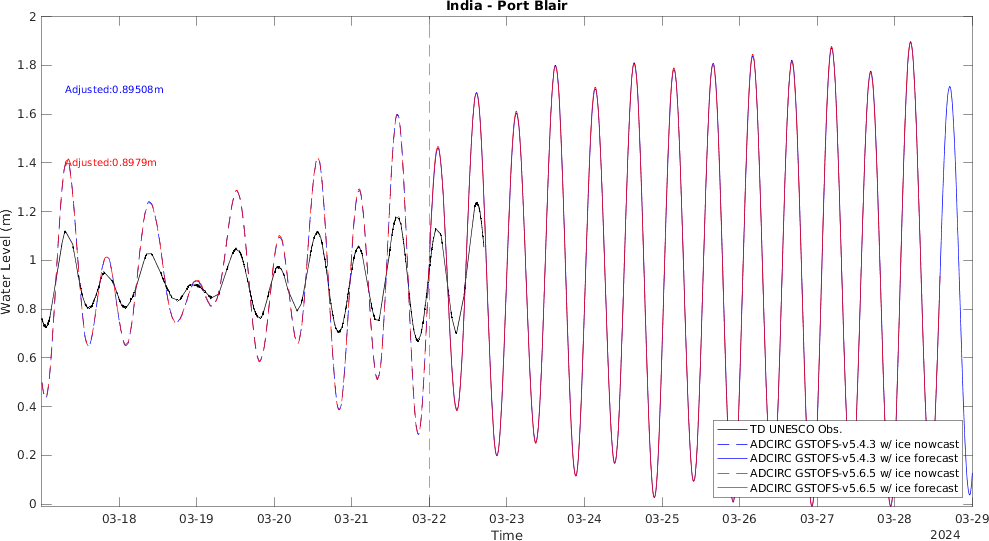 India - Port Blair
2
1.8
1.6
1.4
1.2
1
0.8
0.6
0.4
0.2
0
Water Level (m)
Adjusted:0.89508m
Adjusted:0.8979m
TD UNESCO Obs.
ADCIRC GSTOFS-v5.4.3 w/ ice nowcast
ADCIRC GSTOFS-v5.4.3 w/ ice forecast
ADCIRC GSTOFS-v5.6.5 w/ ice nowcast
ADCIRC GSTOFS-v5.6.5 w/ ice forecast
03-18 03-19 03-20 03-21 03-22 03-23 03-24 03-25 03-26 03-27 03-28 03-29
Time
2024